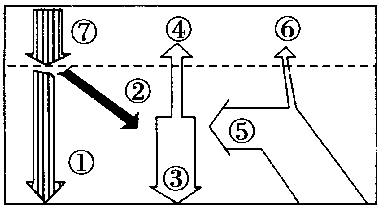 ⑦ ④ ⑥
②
⑤
① ③